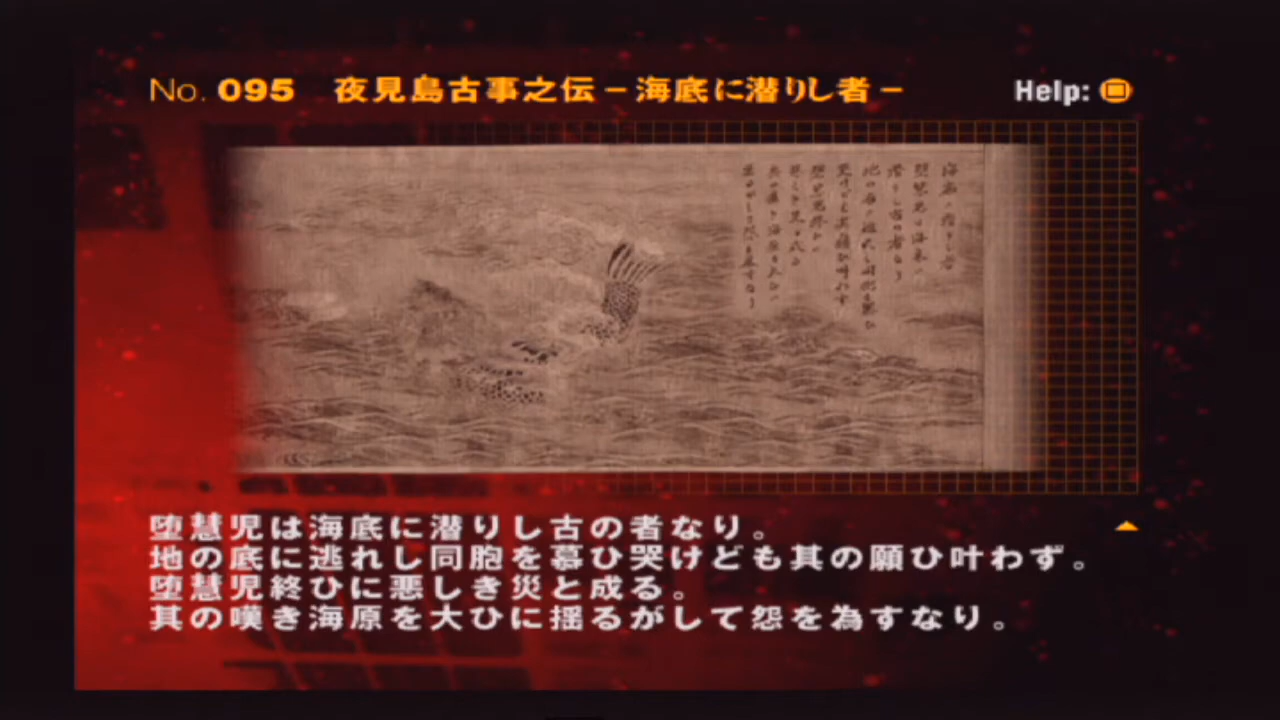 No. 095 夜見島古事之伝－海底に潜りし者－
Help:
堕慧児は海底に潜りし古の者なり。
地の底に逃れし同胞を慕ひ哭けども其の願ひ叶わず。
堕慧児終ひに悪しき災と成る。
其の嘆き海原を大ひに揺るがして怨を為すなり。